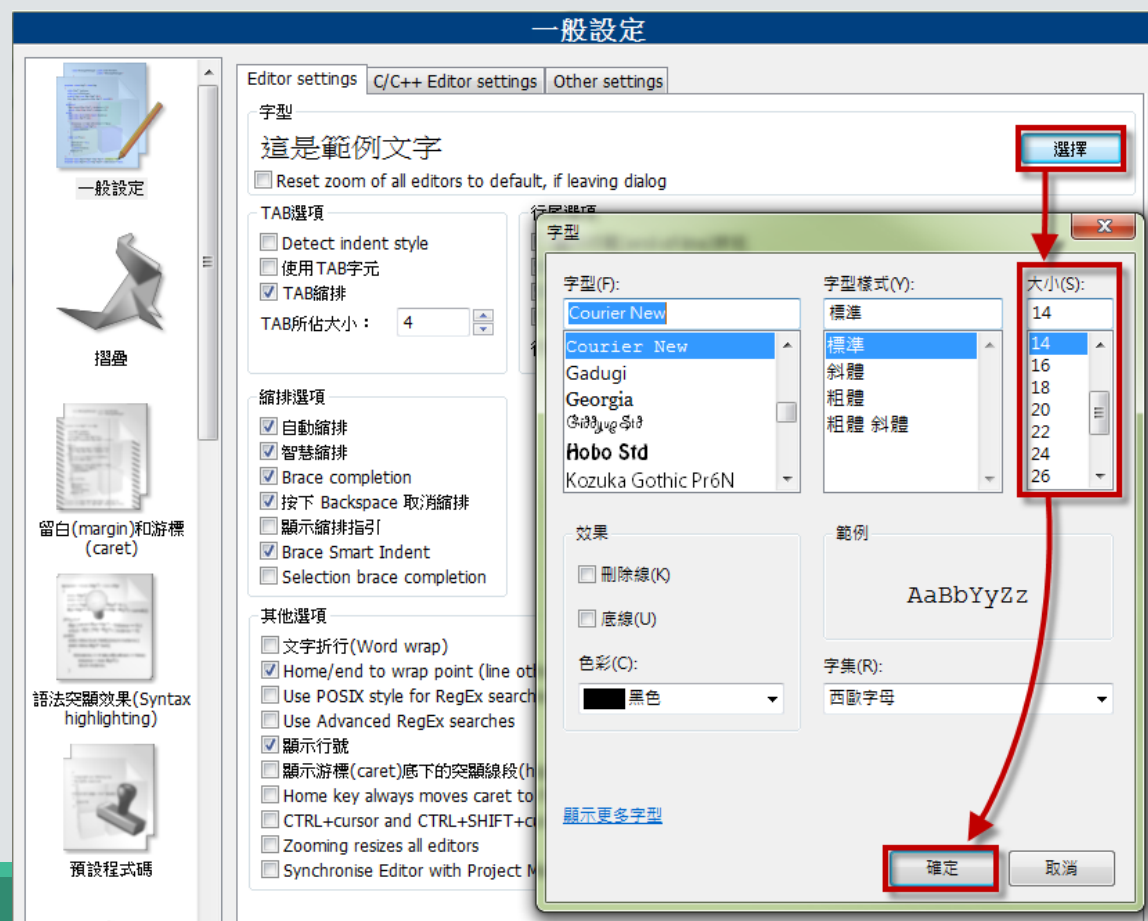 一般設定
一般設定
摺疊
留白(margin)和游標
(caret)
語法突顯效果(Syntax
highlighting)
預設程式碼
Editor settings
C/C++ Editor settings
Other settings
字型
這是範例文字
選擇
Reset zoom of all editors to default, if leaving dialog
TAB選項
Detect indent style
使用TAB字元
TAB縮排
TAB所佔大小：
4
縮排選項
自動縮排
智慧縮排
Brace completion
按下 Backspace 取消縮排
顯示縮排指引
Brace Smart Indent
Selection brace completion
其他選項
文字折行(Word wrap)
Home/end to wrap point (line
Use POSIX style for RegEx search
Use Advanced RegEx searches
顯示行號
顯示游標(caret)底下的突顯線段
Home key always moves caret to
CTRL+cursor and CTRL+SHIFT+
Zooming resizes all editors
Synchronise Editor with Project
行尾選項
字型
字型(F):
Courier New
Courier New
Gadugi
Georgia
Giddyup Std
Hobo Std
Kozuka Gothic Pr6N
字型樣式(Y):
標準
標準
斜體
粗體
粗體 斜體
大小(S):
14
14
16
18
20
22
24
26
效果
刪除線(K)
底線(U)
色彩(C):
黑色
範例
AaBbYyZz
字集(R):
西歐字母
顯示更多字型
確定
取消